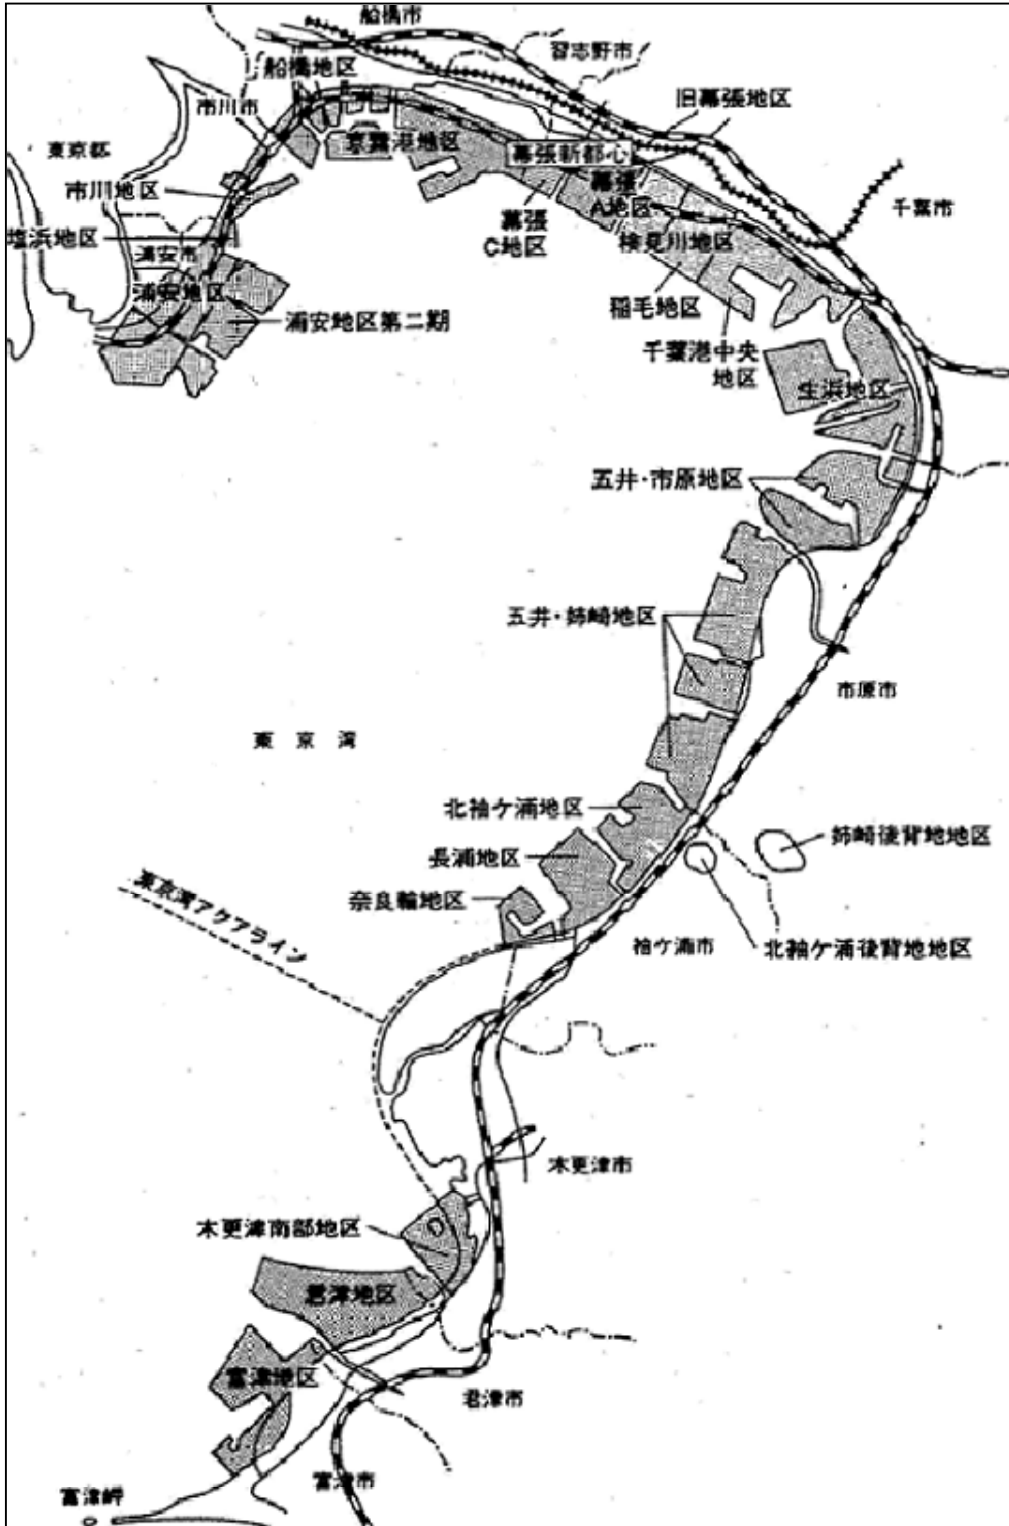 船橋市
習志野市
船橋地区
市川市
旧幕張地区
東京都
京葉港地区
幕張新都心
市川地区
幕張
A地区
千葉市
幕張
C地区
塩浜地区
検見川地区
浦安市
浦安地区
稲毛地区
浦安地区第二期
千葉港中央
地区
生浜地区
五井・市原地区
五井・姉崎地区
市原市
東京湾
北袖ケ浦地区
姉崎後背地地区
長浦地区
奈良輪地区
東京湾アクアライン
袖ケ浦市
北袖ケ浦後背地地区
木更津市
木更津南部地区
君津地区
富津地区
君津市
富津市
富津岬